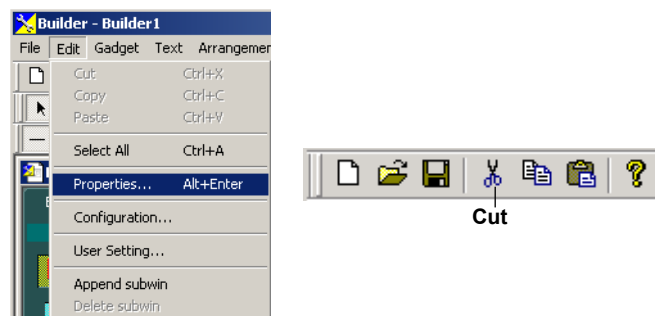 Builder - Builder1
File Edit Gadget Text
Cut Ctrl+X
Copy Ctrl+C
Paste Ctrl+V
Select All Ctrl+A
Properties... Alt+Enter
Configuration...
User Setting...
Append subwin
Delete subwin
Cut